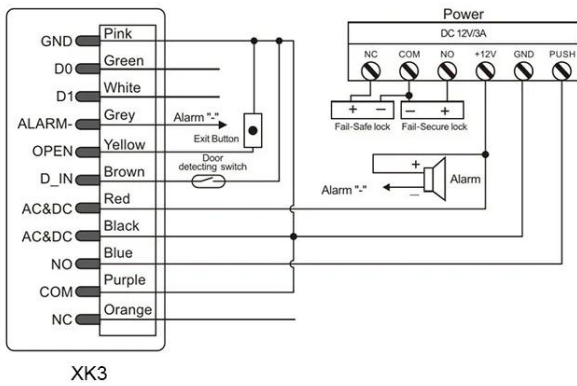 Power
DC 12V/3A
NC COM NO +12V GND PUSH
+ − − +
Fail-Safe lock Fail-Secure lock
GND Pink
D0 Green
D1 White
ALARM- Grey Alarm "-"
Exit Button
OPEN Yellow
Door
detecting switch
D_IN Brown
+
Alarm "-" Alarm
−
AC&DC Red
AC&DC Black
NO Blue
COM Purple
NC Orange
XK3